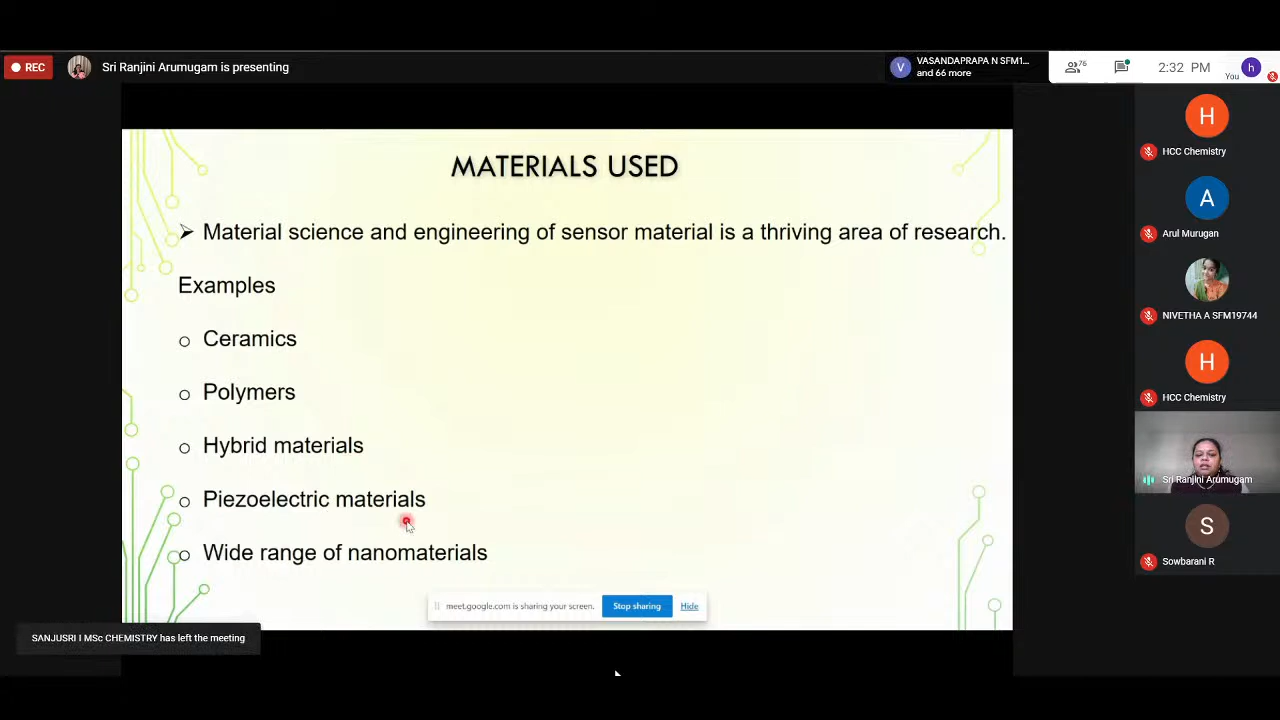 REC
Sri Ranjini Arumugam is presenting
V
VASANDAPRAPA N SFM1...
and 66 more
76
2:32 PM
You
h
H
HCC Chemistry
A
Arul Murugan
NIVETHA A SFM19744
H
HCC Chemistry
Sri Ranjini Arumugam
S
Sowbarani R
MATERIALS USED
➢ Material science and engineering of sensor material is a thriving area of research.
Examples
o Ceramics
o Polymers
o Hybrid materials
o Piezoelectric materials
o Wide range of nanomaterials
meet.google.com is sharing your screen.
Stop sharing
Hide
SANJUSRI I MSc CHEMISTRY has left the meeting